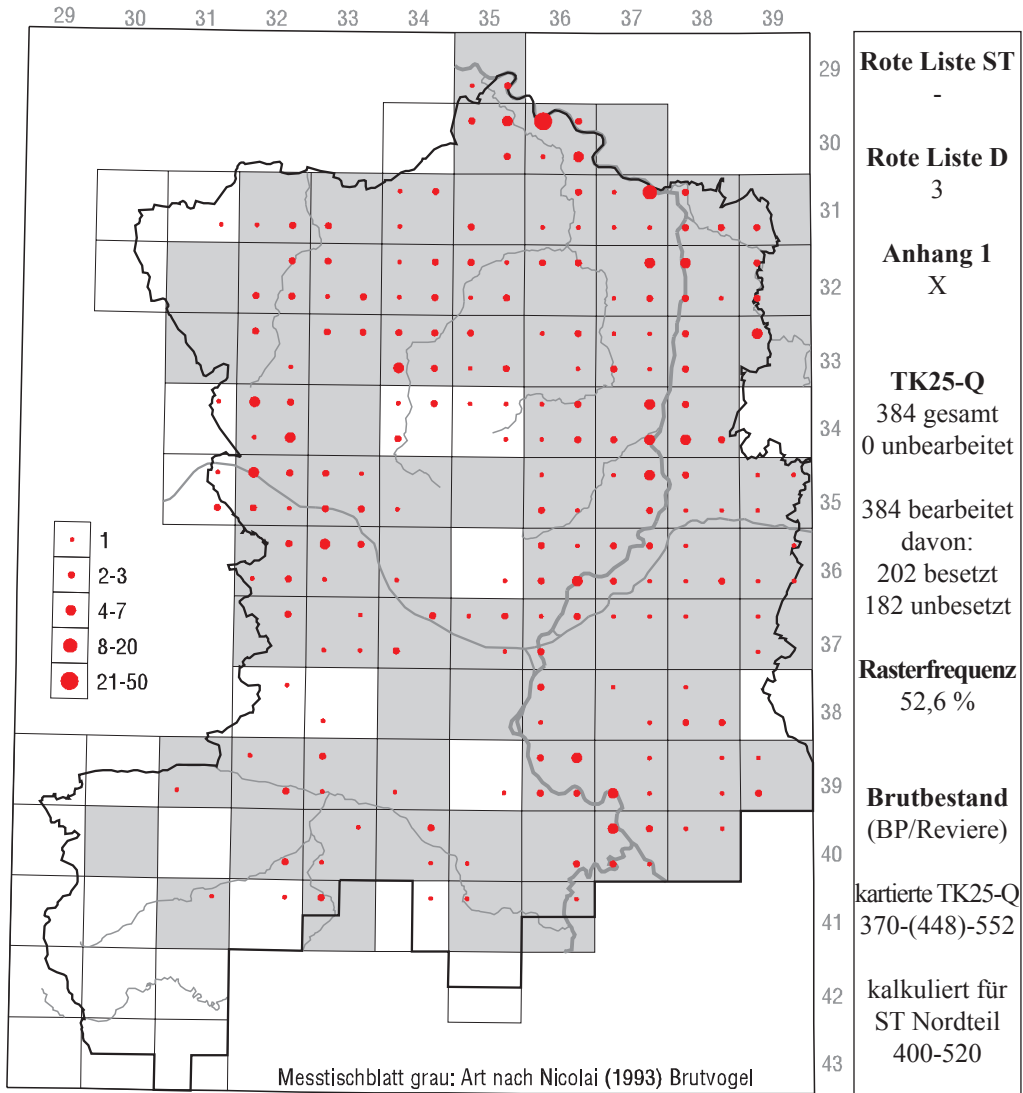 29 30 31 32 33 34 35 36 37 38 39
29
30
31
32
33
34
35
36
37
38
39
40
41
42
43
1
2-3
4-7
8-20
21-50
Messtischblatt grau: Art nach Nicolai (1993) Brutvogel
Rote Liste ST
-
Rote Liste D
3
Anhang 1
X
TK25-Q
384 gesamt
0 unbearbeitet
384 bearbeitet
davon:
202 besetzt
182 unbesetzt
Rasterfrequenz
52,6 %
Brutbestand
(BP/Reviere)
kartierte TK25-Q
370-(448)-552
kalkuliert für
ST Nordteil
400-520